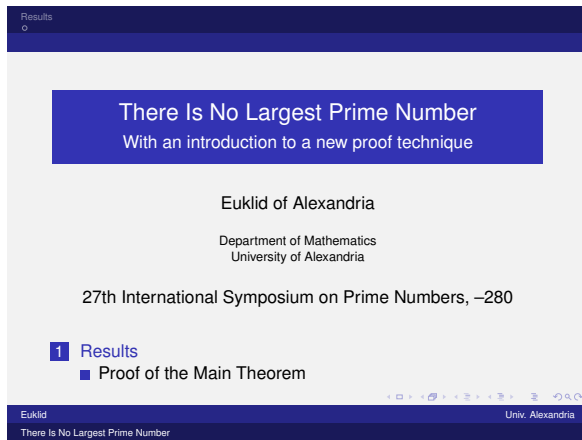 Results
There Is No Largest Prime Number
With an introduction to a new proof technique
Euklid of Alexandria
Department of Mathematics
University of Alexandria
27th International Symposium on Prime Numbers, –280
1 Results
Proof of the Main Theorem
Euklid Univ. Alexandria
There Is No Largest Prime Number